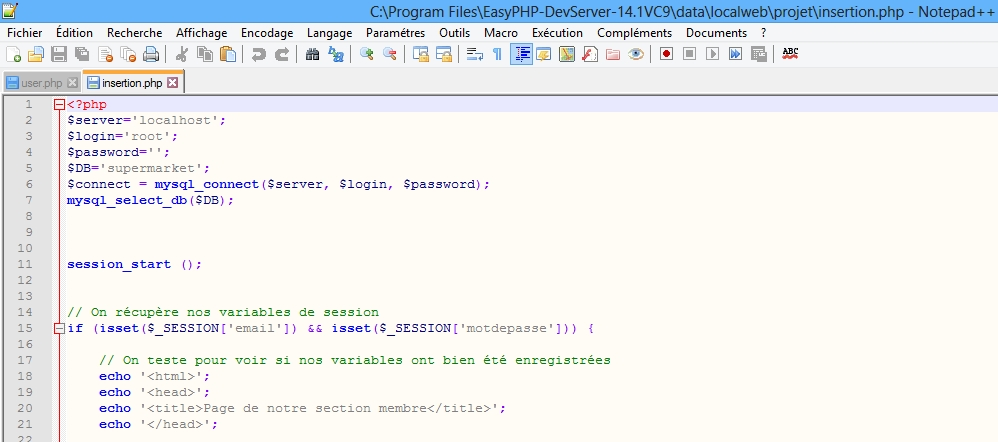 C:\Program Files\EasyPHP-DevServer-14.1VC9\data\localweb\projet\insertion.php - Notepad++
Fichier Édition Recherche Affichage Encodage Langage Paramétres Outils Macro Exécution Compléments Documents ?
ABC
user.php insertion.php
1 <?php
2 $server='localhost';
3 $login='root';
4 $password='';
5 $DB='supermarket';
6 $connect = mysql_connect($server, $login, $password);
7 mysql_select_db($DB);
8
9
10
11 session_start ();
12
13
14 // On récupère nos variables de session
15 if (isset($_SESSION['email']) && isset($_SESSION['motdepasse'])) {
16
17 // On teste pour voir si nos variables ont bien été enregistrées
18 echo '<html>';
19 echo '<head>';
20 echo '<title>Page de notre section membre</title>';
21 echo '</head>';
22